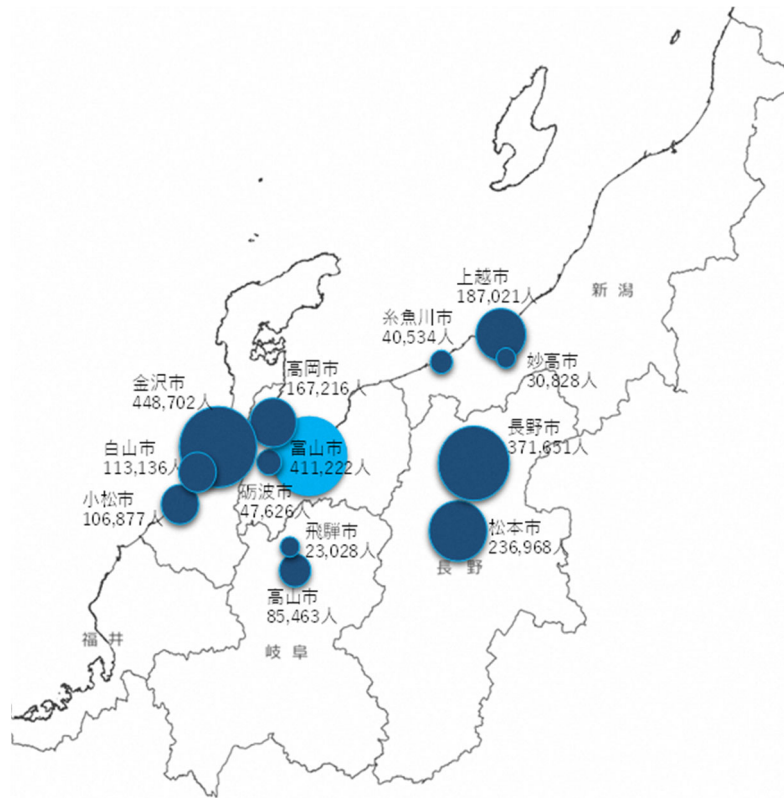 上越市
187,021人
新 潟
糸魚川市
40,534人
妙高市
30,828人
高岡市
167,216人
金沢市
448,702人
長野市
371,651人
白山市
113,136人
富山市
411,222人
小松市
106,877人
砺波市
47,626人
飛騨市
23,028人
松本市
236,968人
長 野
高山市
85,463人
福 井
岐 阜